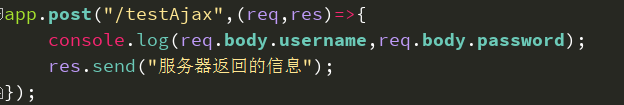 app.post("/testAjax",(req,res)=>{
console.log(req.body.username,req.body.password);
res.send("服务器返回的信息");
});